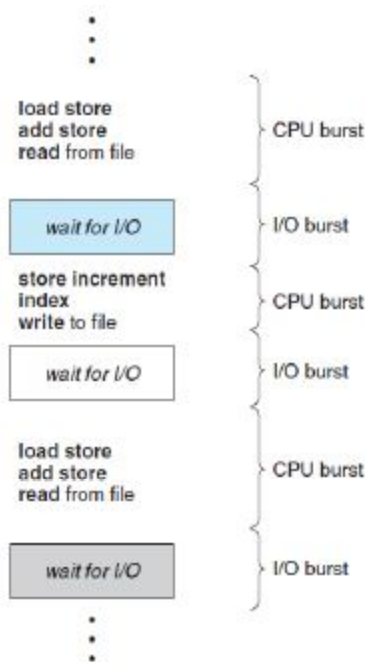 load store
add store
read from file
CPU burst
wait for I/O
I/O burst
store increment
index
write to file
CPU burst
wait for I/O
I/O burst
load store
add store
read from file
CPU burst
wait for I/O
I/O burst